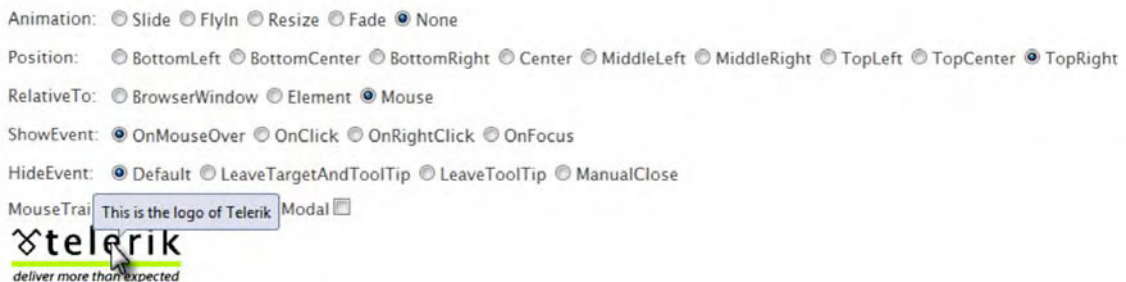 Animation: Slide FlyIn Resize Fade None
Position: BottomLeft BottomCenter BottomRight Center MiddleLeft MiddleRight TopLeft TopCenter TopRight
RelativeTo: BrowserWindow Element Mouse
ShowEvent: OnMouseOver OnClick OnRightClick OnFocus
HideEvent: Default LeaveTargetAndToolTip LeaveToolTip ManualClose
MouseTrai This is the logo of Telerik Modal
telerik
deliver more than expected